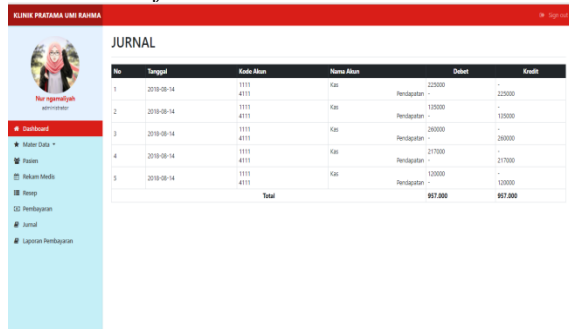 KLINIK PRATAMA UMI RAHMA
Sign out
Nur ngamaliyah
administrator
Dashboard
Mater Data
Pasien
Rekam Medis
Resep
Pembayaran
Jurnal
Laporan Pembayaran
JURNAL
No Tanggal Kode Akun Nama Akun Debet Kredit
1 2018-08-14 1111 Kas 225000 -
4111 Pendapatan - 225000
2 2018-08-14 1111 Kas 135000 -
4111 Pendapatan - 135000
3 2018-08-14 1111 Kas 260000 -
4111 Pendapatan - 260000
4 2018-08-14 1111 Kas 217000 -
4111 Pendapatan - 217000
5 2018-08-14 1111 Kas 120000 -
4111 Pendapatan - 120000
Total 957.000 957.000